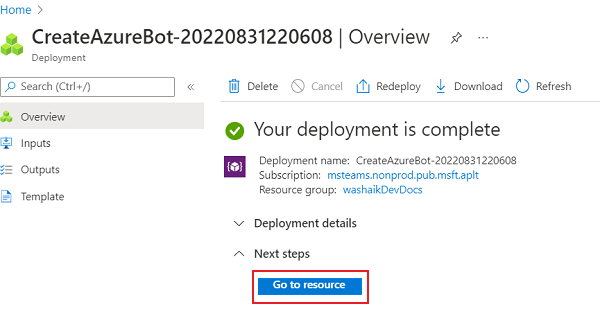 Home >
CreateAzureBot-20220831220608 | Overview ...
Deployment
Search (Ctrl+/) «
Overview
Inputs
Outputs
Template
Delete Cancel Redeploy Download Refresh
Your deployment is complete
Deployment name: CreateAzureBot-20220831220608
Subscription: msteams.nonprod.pub.msft.aplt
Resource group: washaikDevDocs
Deployment details
Next steps
Go to resource